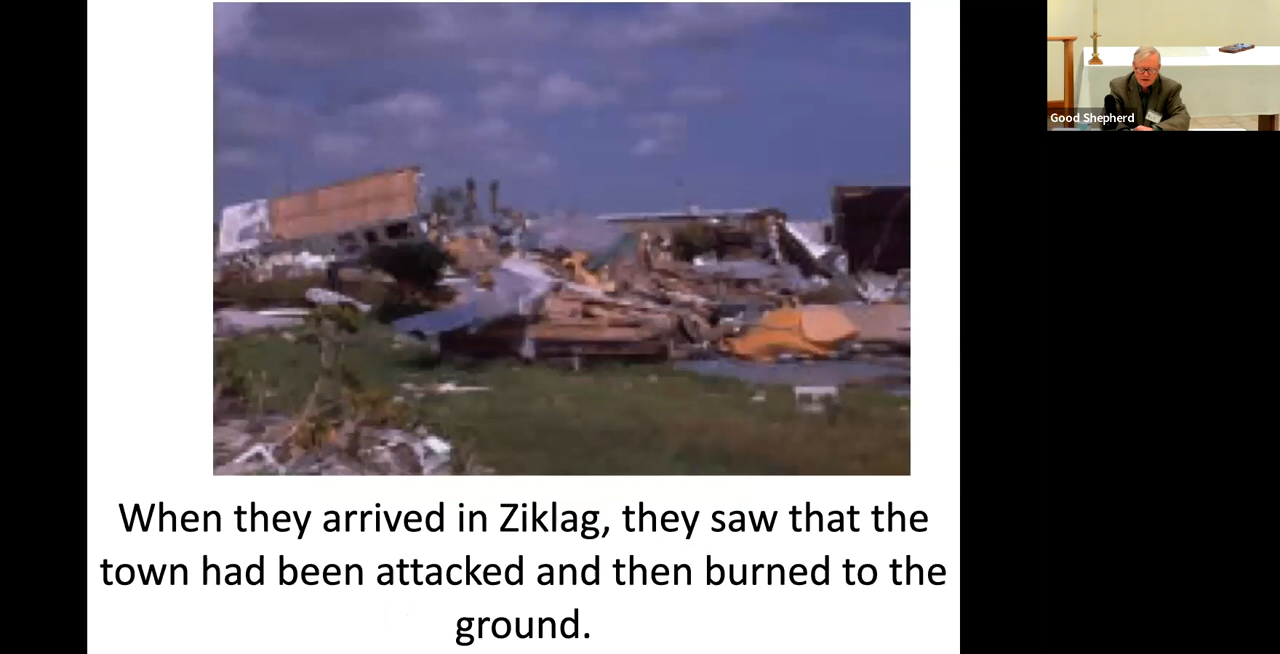 Good Shepherd
When they arrived in Ziklag, they saw that the
town had been attacked and then burned to the
ground.